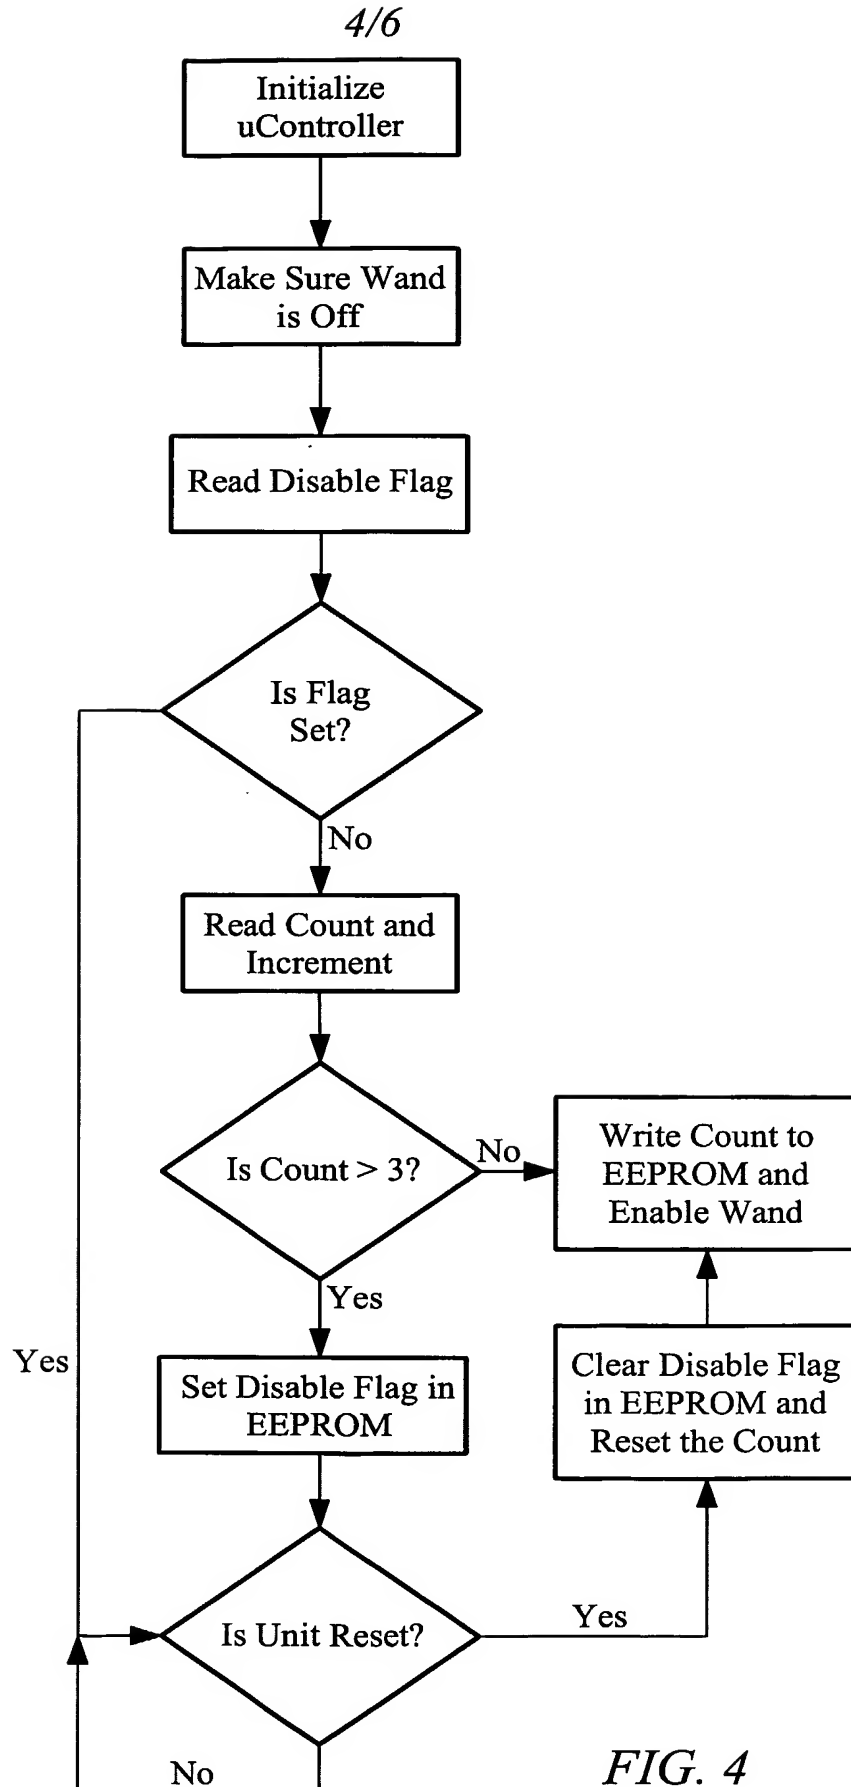 4/6
Initialize
uController
Make Sure Wand
is Off
Read Disable Flag
Is Flag
Set?
No
Read Count and
Increment
Is Count > 3?
No
Write Count to
EEPROM and
Enable Wand
Yes
Yes
Set Disable Flag in
EEPROM
Clear Disable Flag
in EEPROM and
Reset the Count
Is Unit Reset?
Yes
No
FIG. 4